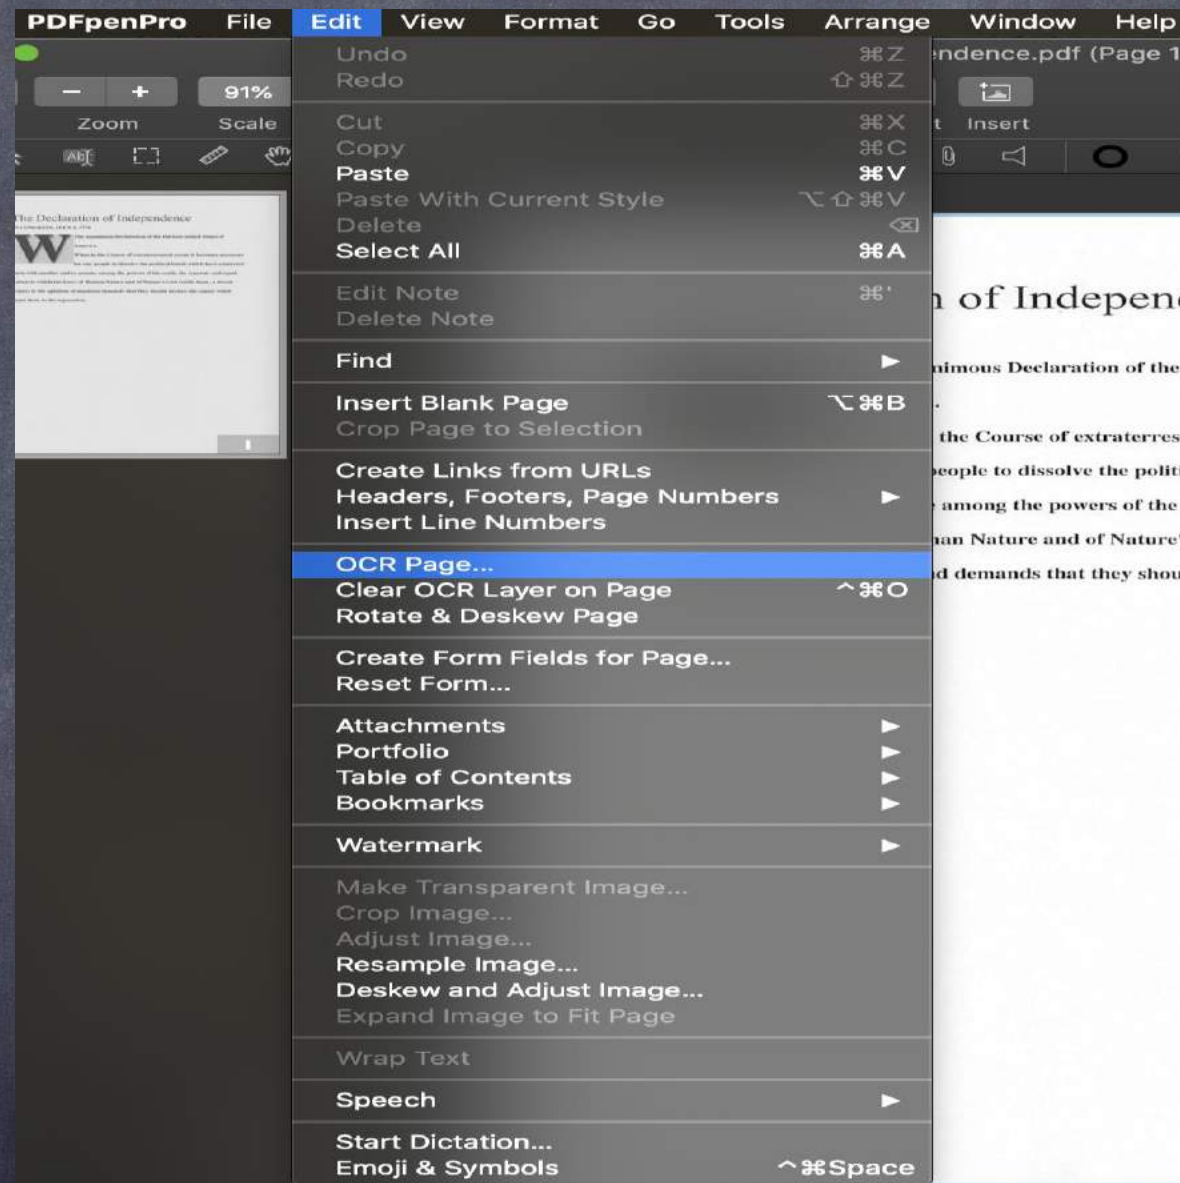 PDFpenPro File Edit View Format Go Tools Arrange Window Help
Undo ⌘Z
Redo ⇧⌘Z
Cut ⌘X
Copy ⌘C
Paste ⌘V
Paste With Current Style ⌥⇧⌘V
Delete ⌫
Select All ⌘A
Edit Note ⌘'
Delete Note
Find ▶
Insert Blank Page ⌥⌘B
Crop Page to Selection
Create Links from URLs
Headers, Footers, Page Numbers ▶
Insert Line Numbers
OCR Page...
Clear OCR Layer on Page ^⌘O
Rotate & Deskew Page
Create Form Fields for Page...
Reset Form...
Attachments ▶
Portfolio ▶
Table of Contents ▶
Bookmarks ▶
Watermark ▶
Make Transparent Image...
Crop Image...
Adjust Image...
Resample Image...
Deskew and Adjust Image...
Expand Image to Fit Page
Wrap Text
Speech ▶
Start Dictation...
Emoji & Symbols ^⌘Space
91%
Zoom Scale
The Declaration of Independence
W
ndence.pdf (Page 1
t Insert
n of Indepen
nimous Declaration of the
.
the Course of extraterres
eople to dissolve the politi
among the powers of the
an Nature and of Nature'
d demands that they shou